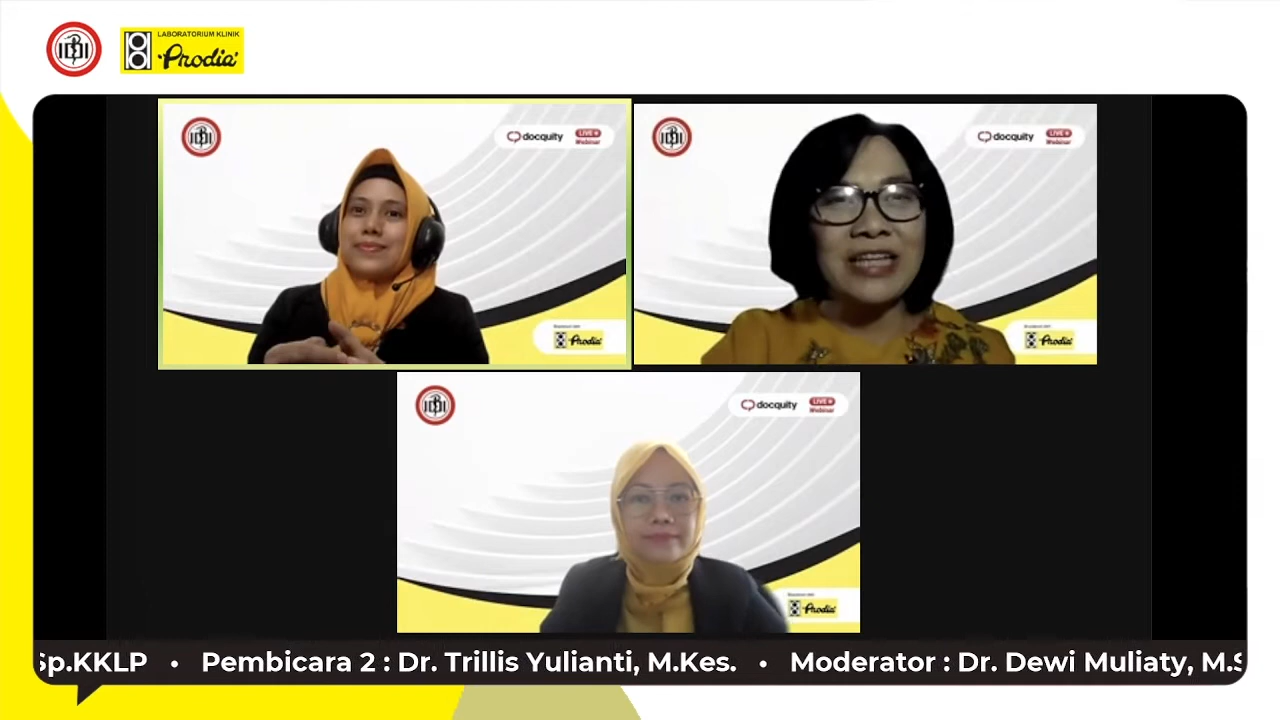 IDI
LABORATORIUM KLINIK
Prodia
docquity
LIVE
Webinar
Prodia
docquity
LIVE
Webinar
Prodia
docquity
LIVE
Webinar
Prodia
Sp.KKLP • Pembicara 2 : Dr. Trillis Yulianti, M.Kes. • Moderator : Dr. Dewi Muliaty, M.S